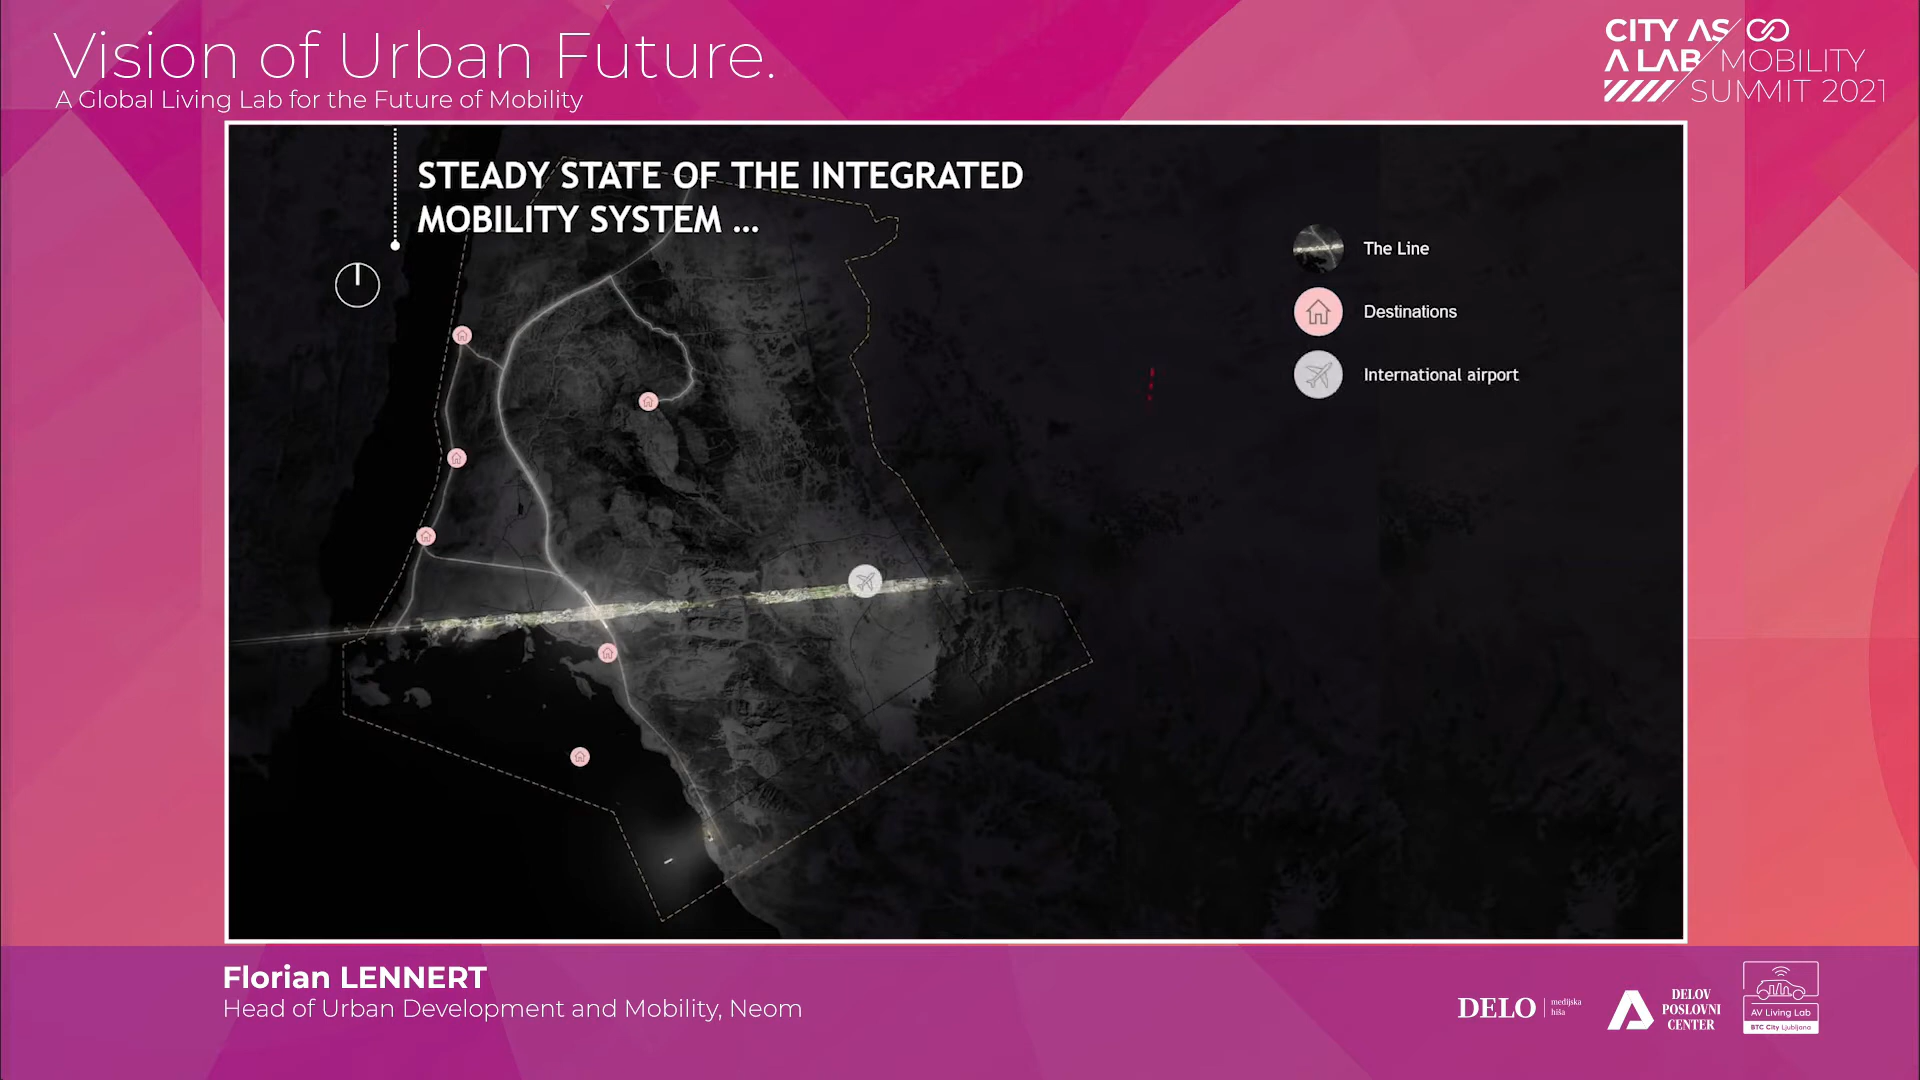 Vision of Urban Future.
A Global Living Lab for the Future of Mobility
CITY AS
A LAB MOBILITY
SUMMIT 2021
STEADY STATE OF THE INTEGRATED
MOBILITY SYSTEM ...
The Line
Destinations
International airport
Florian LENNERT
Head of Urban Development and Mobility, Neom
DELO
medijska
hiša
DELOV
POSLOVNI
CENTER
AV Living Lab
BTC City Ljubljana